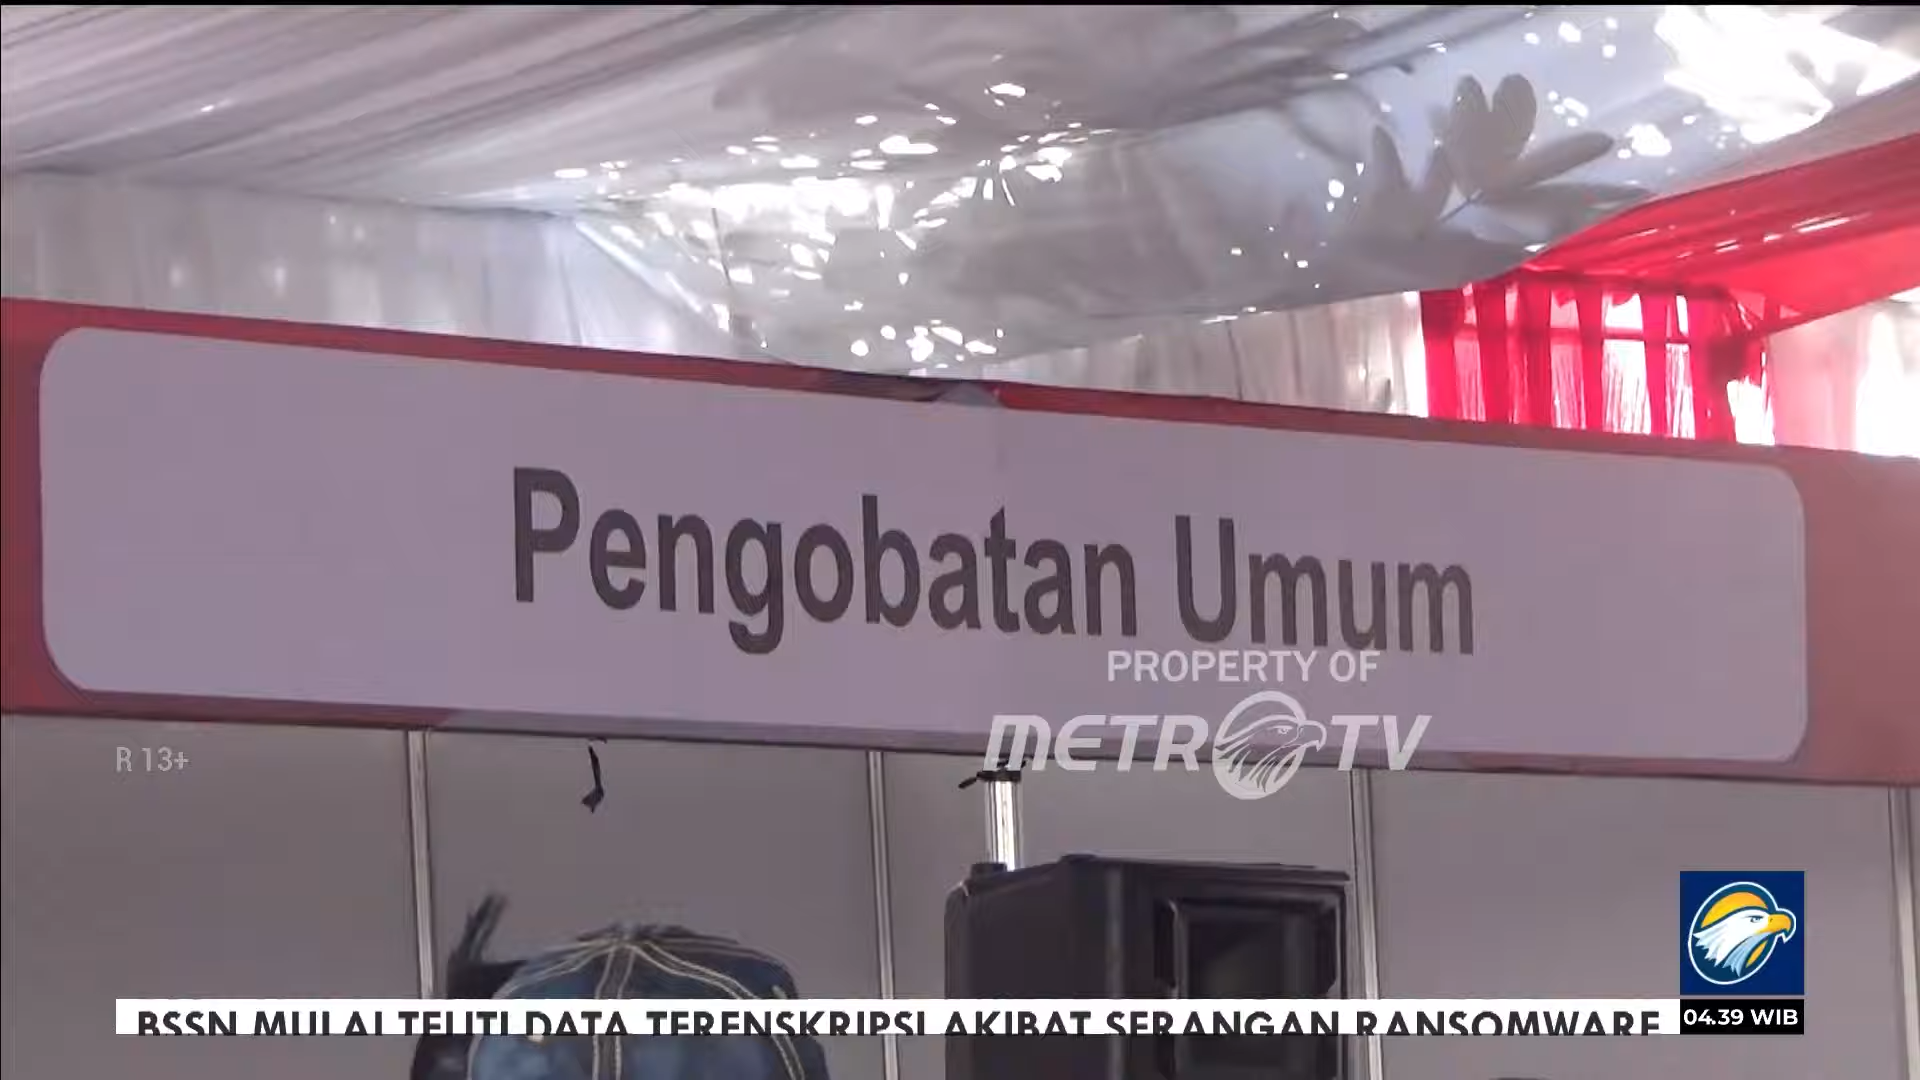 Pengobatan Umum
PROPERTY OF
METRO TV
R 13+
BSSN MULAI TELITI DATA TERENSKRIPSI AKIBAT SERANGAN RANSOMWARE
04.39 WIB